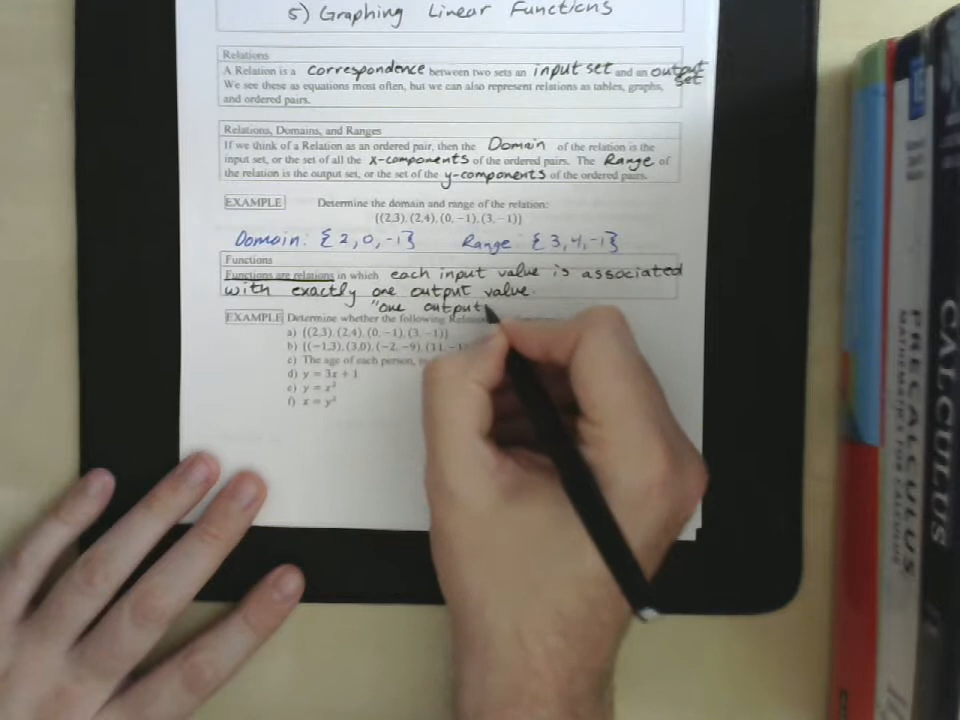 5) Graphing Linear Functions
Relations
A Relation is a correspondence between two sets an input set and an output set
We see these as equations most often, but we can also represent relations as tables, graphs,
and ordered pairs.
Relations, Domains, and Ranges
If we think of a Relation as an ordered pair, then the Domain of the relation is the
input set, or the set of all the x-components of the ordered pairs. The Range of
the relation is the output set, or the set of the y-components of the ordered pairs.
EXAMPLE Determine the domain and range of the relation:
{(2,3), (2,4), (0, −1), (3, −1)}
Domain: {2, 0, -1} Range: {3, 4, -1}
Functions
Functions are relations in which each input value is associated
with exactly one output value.
"one output
EXAMPLE Determine whether the following
a) {(2,3), (2,4), (0, −1), (3, −1)}
b) {(−1,3), (3,0), (−2, −9), (11,
c) The age of each person,
d) y = 3x + 1
e) y = x²
f) x = y²
PRECALCULUS
MATHEMATICS FOR CALCULUS
CALCULUS